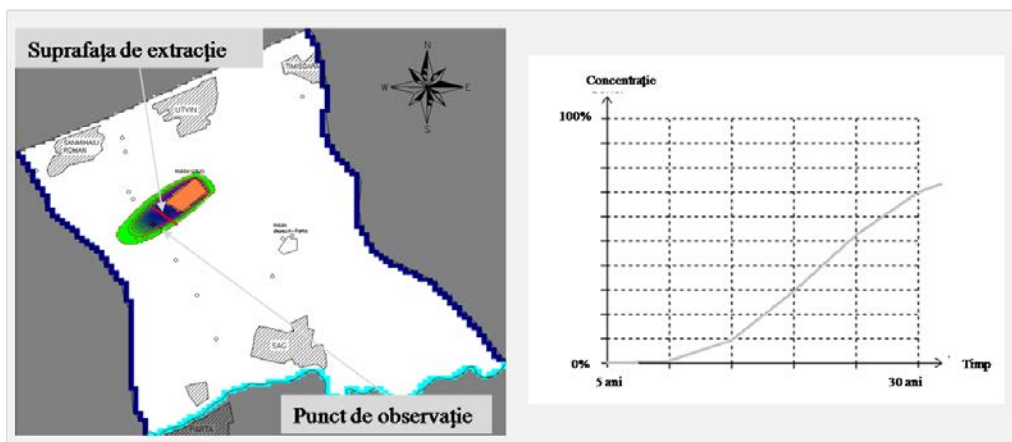 Suprafața de extracție
N
TIMISOARA
W
E
UTVIN
S
SANMIHAIU
ROMAN
SAG
PARTA
Punct de observație
Concentrație
100%
0%
Timp
5 ani
30 ani